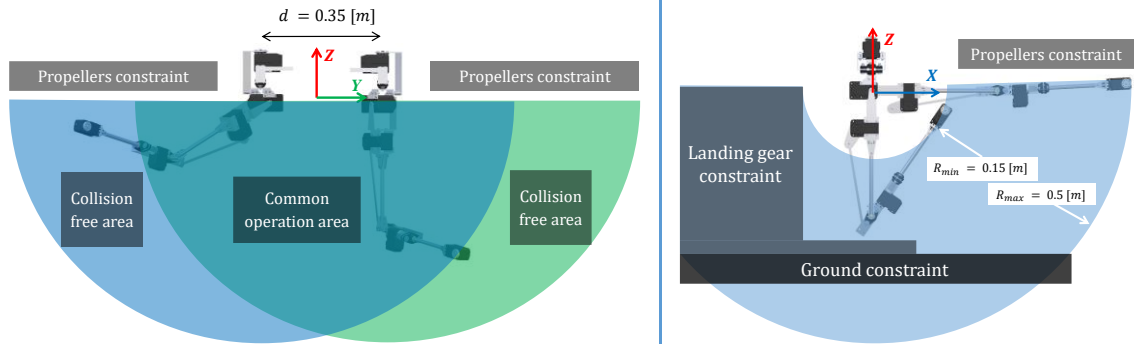 d = 0.35 [m]
Z
Y
Propellers constraint
Propellers constraint
Collision
free area
Common
operation area
Collision
free area
Z
X
Propellers constraint
Landing gear
constraint
R_min = 0.15 [m]
R_max = 0.5 [m]
Ground constraint